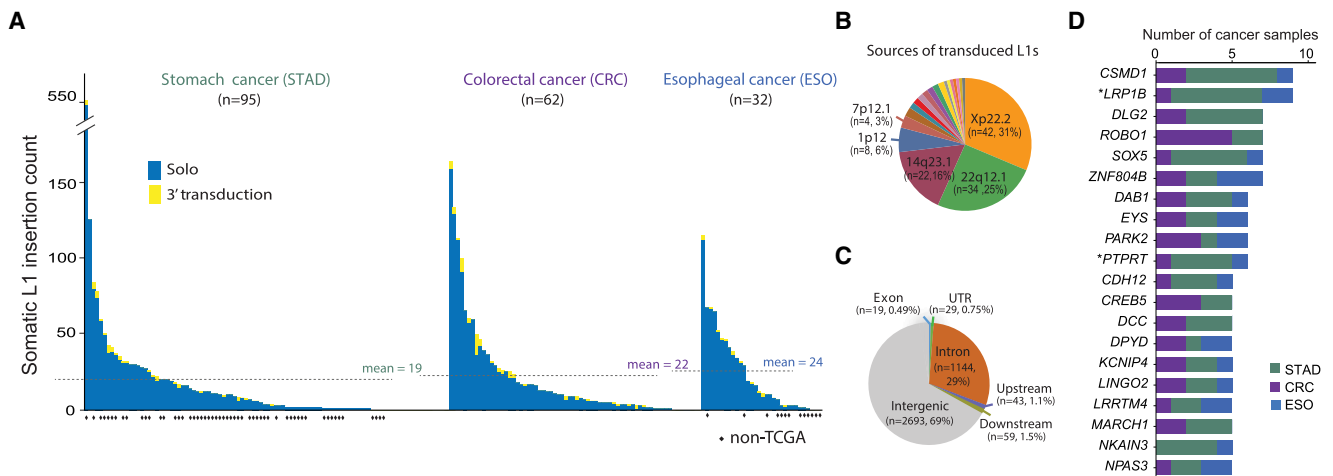 A
Stomach cancer (STAD)
(n=95)
Colorectal cancer (CRC)
(n=62)
Esophageal cancer (ESO)
(n=32)
Somatic L1 insertion count
550
150
100
50
0
Solo
3′ transduction
mean = 19
mean = 22
mean = 24
non-TCGA
B
Sources of transduced L1s
7p12.1
(n=4, 3%)
1p12
(n=8, 6%)
14q23.1
(n=22,16%)
Xp22.2
(n=42, 31%)
22q12.1
(n=34 ,25%)
C
Exon
(n=19, 0.49%)
UTR
(n=29, 0.75%)
Intron
(n=1144,
29%)
Upstream
(n=43, 1.1%)
Intergenic
(n=2693, 69%)
Downstream
(n=59, 1.5%)
D
Number of cancer samples
0 5 10
CSMD1
*LRP1B
DLG2
ROBO1
SOX5
ZNF804B
DAB1
EYS
PARK2
*PTPRT
CDH12
CREB5
DCC
DPYD
KCNIP4
LINGO2
LRRTM4
MARCH1
NKAIN3
NPAS3
STAD
CRC
ESO